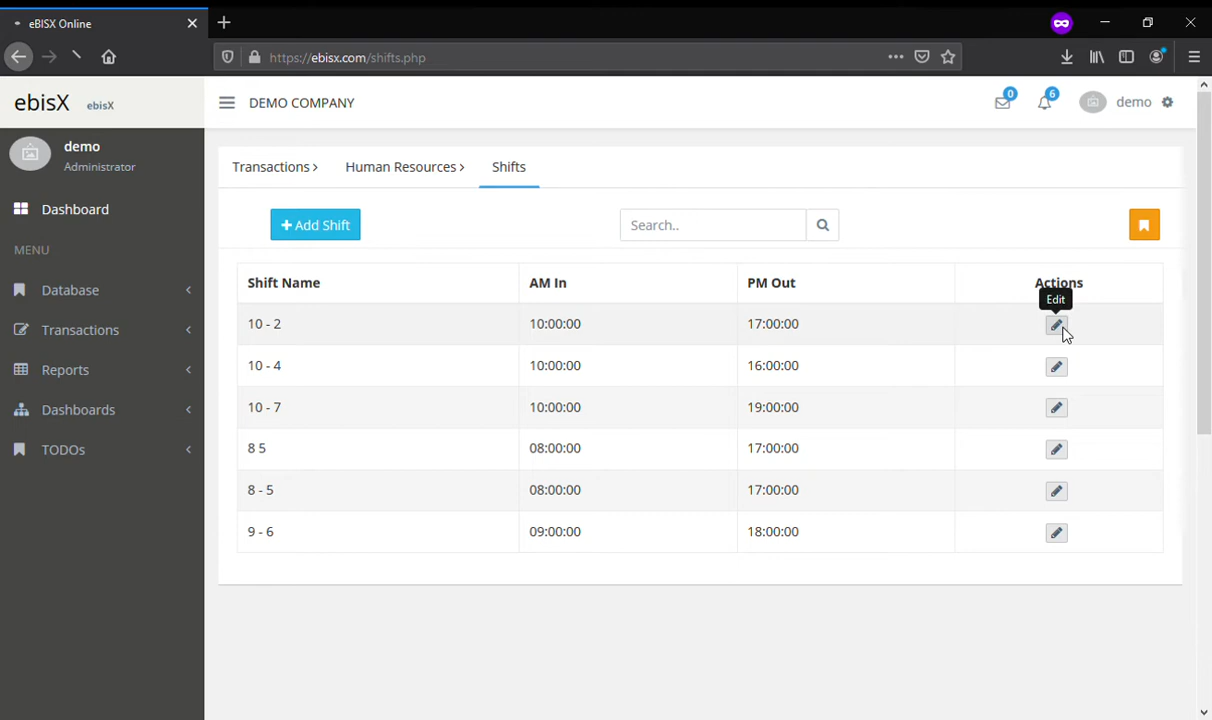 eBISX Online
https://ebisx.com/shifts.php
ebisX ebisX
DEMO COMPANY
0
6
demo
demo
Administrator
Dashboard
MENU
Database
Transactions
Reports
Dashboards
TODOs
Transactions> Human Resources> Shifts
+ Add Shift
Search..
Shift Name AM In PM Out Actions
Edit
10 - 2 10:00:00 17:00:00
10 - 4 10:00:00 16:00:00
10 - 7 10:00:00 19:00:00
8 5 08:00:00 17:00:00
8 - 5 08:00:00 17:00:00
9 - 6 09:00:00 18:00:00